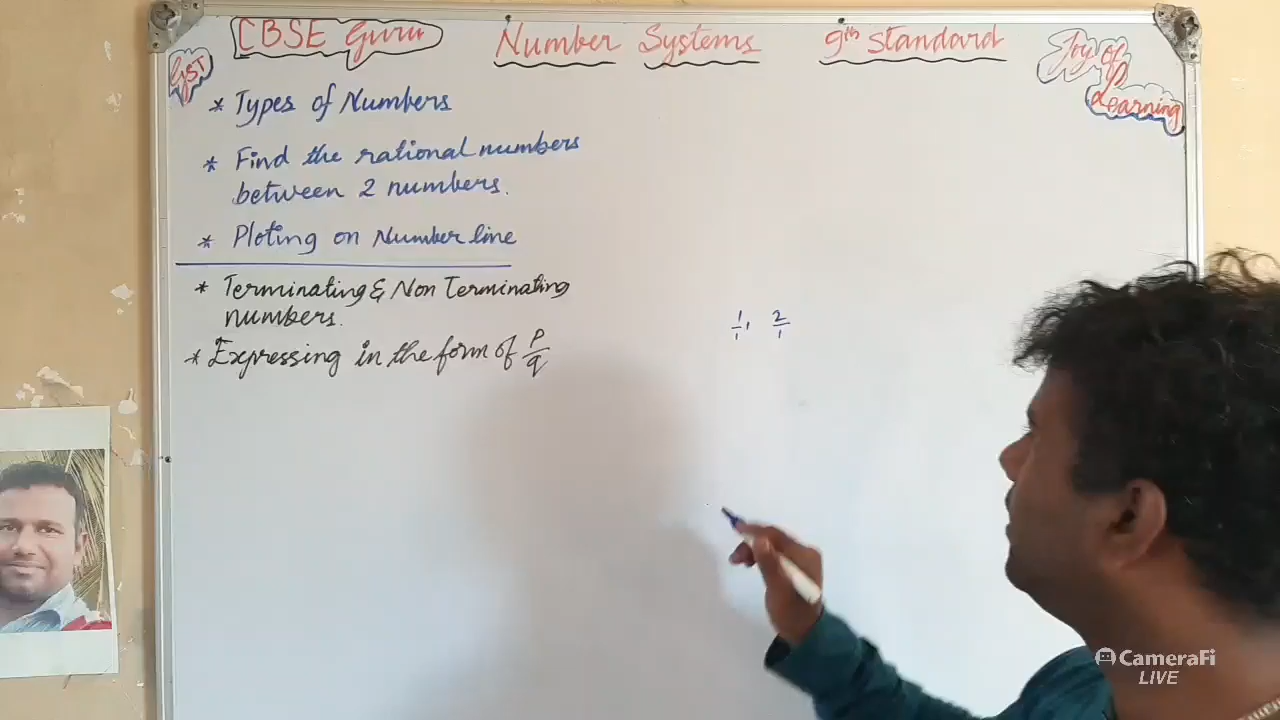 CBSE Guru Number Systems 9th Standard
GST
Joy of
Learning
* Types of Numbers
* Find the rational numbers
between 2 numbers.
* Ploting on Number line
* Terminating & Non Terminating
numbers.
* Expressing in the form of P/q
1/1, 2/1
CameraFi
LIVE